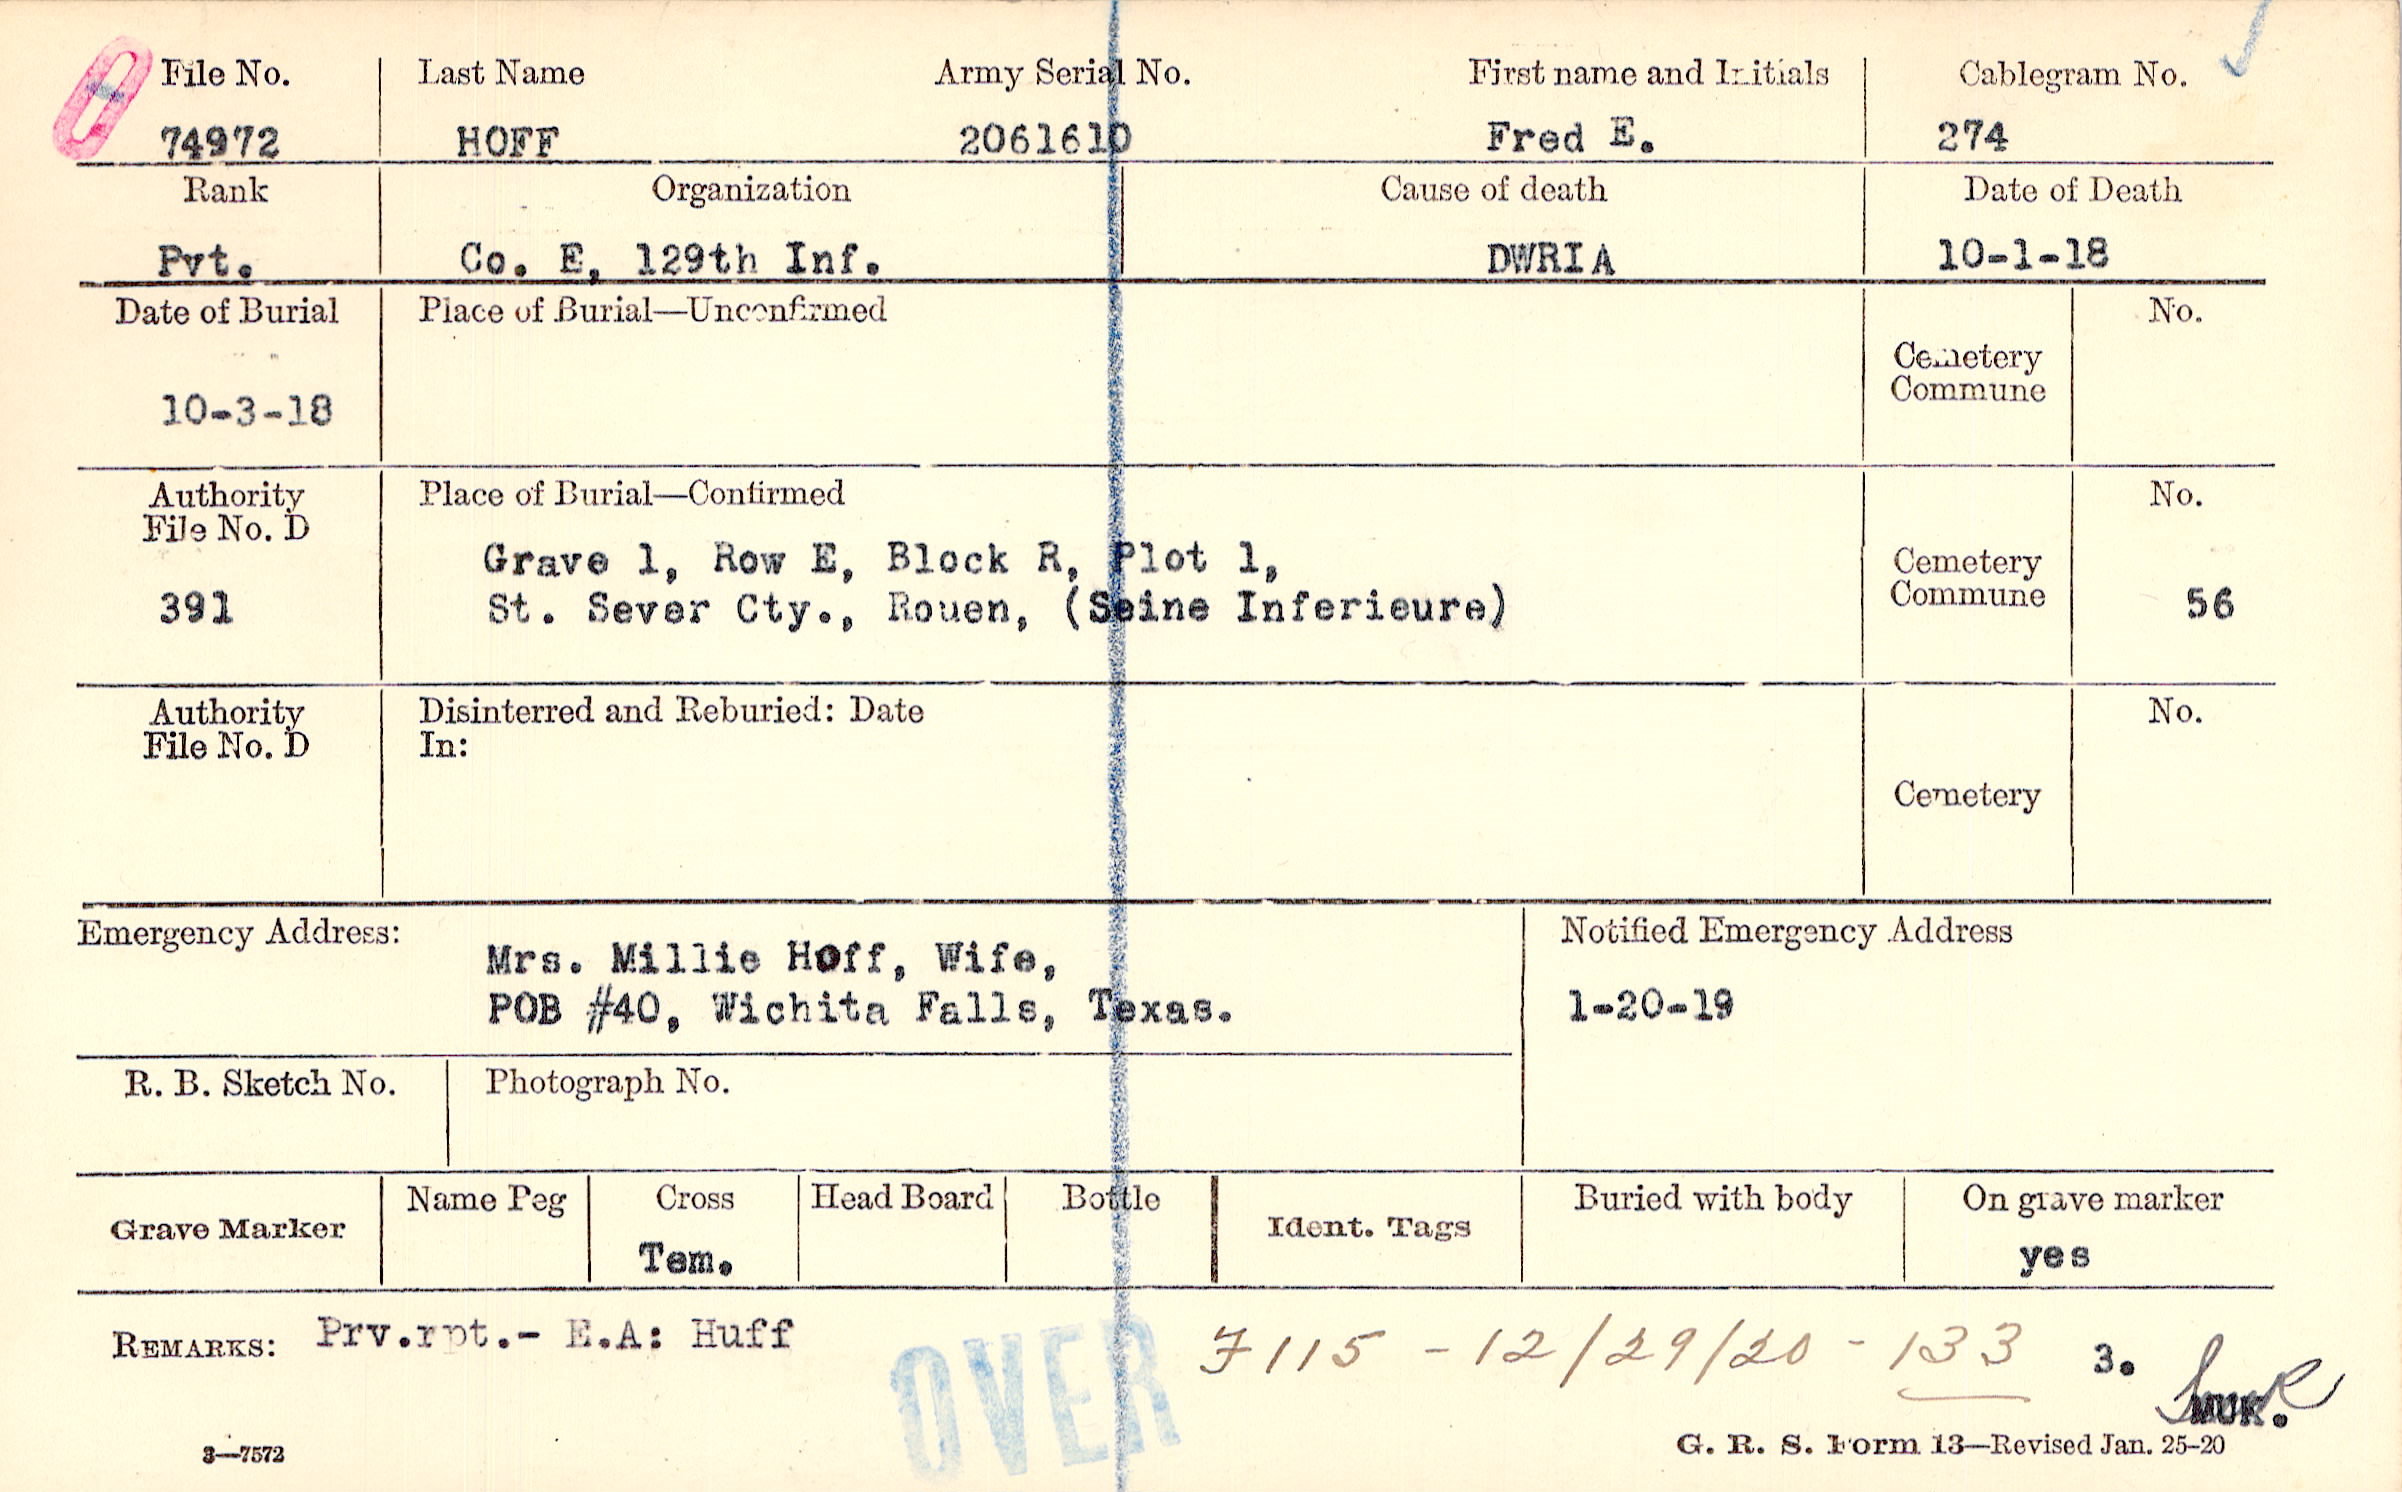 File No. Last Name Army Serial No. First name and Initials Cablegram No.
74972 HOFF 2061610 Fred E. 274
Rank Organization Cause of death Date of Death
Pvt. Co. E, 129th Inf. DWRIA 10-1-18
Date of Burial Place of Burial—Unconfirmed No.
Cemetery
Commune
10-3-18
Authority Place of Burial—Confirmed No.
File No. D
Grave 1, Row E, Block R, Plot 1, Cemetery
391 St. Sever Cty., Rouen, (Seine Inferieure) Commune 56
Authority Disinterred and Reburied: Date No.
File No. D In:
Cemetery
Emergency Address: Notified Emergency Address
Mrs. Millie Hoff, Wife,
POB #40, Wichita Falls, Texas. 1-20-19
R. B. Sketch No. Photograph No.
Grave Marker Name Peg Cross Head Board Bottle Ident. Tags Buried with body On grave marker
Tem. yes
REMARKS: Prv.rpt.- E.A: Huff 7115 - 12/29/20 - 133 3.
OVER
MUK.
3—7572 G. R. S. Form 13—Revised Jan. 25-20